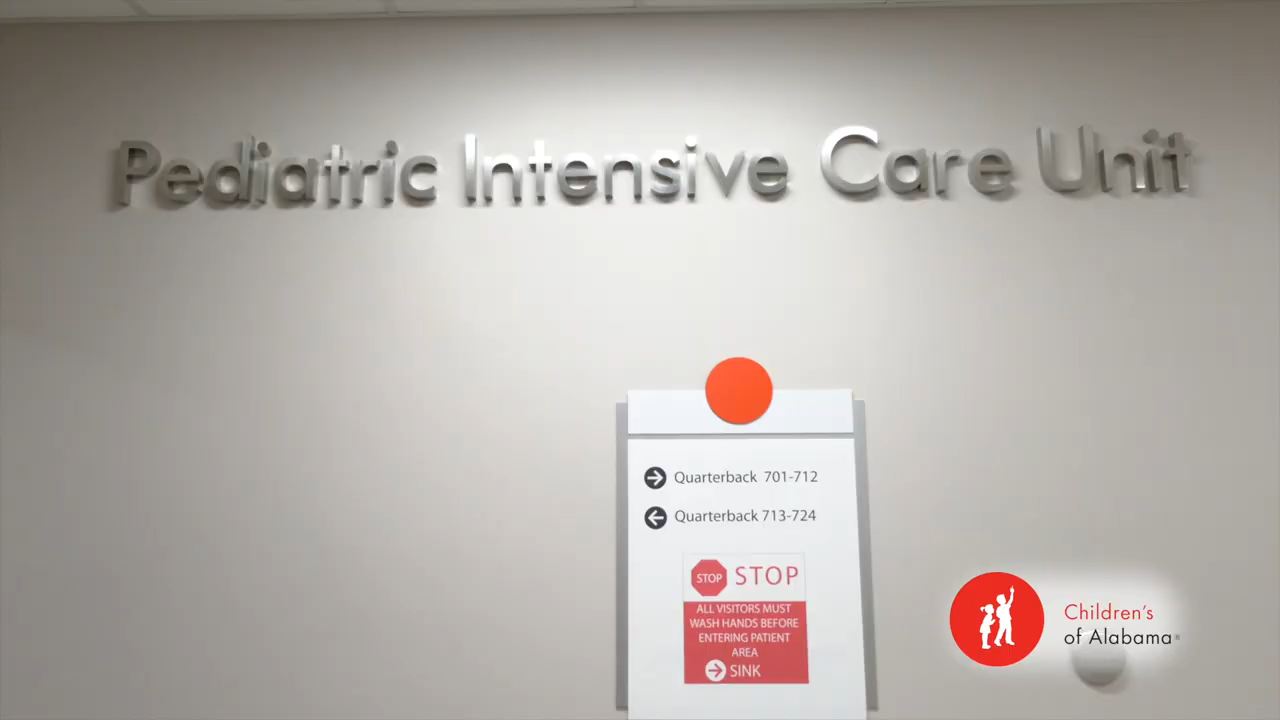 Pediatric Intensive Care Unit
Quarterback 701-712
Quarterback 713-724
STOP STOP
ALL VISITORS MUST
WASH HANDS BEFORE
ENTERING PATIENT
AREA
SINK
Children's
of Alabama®